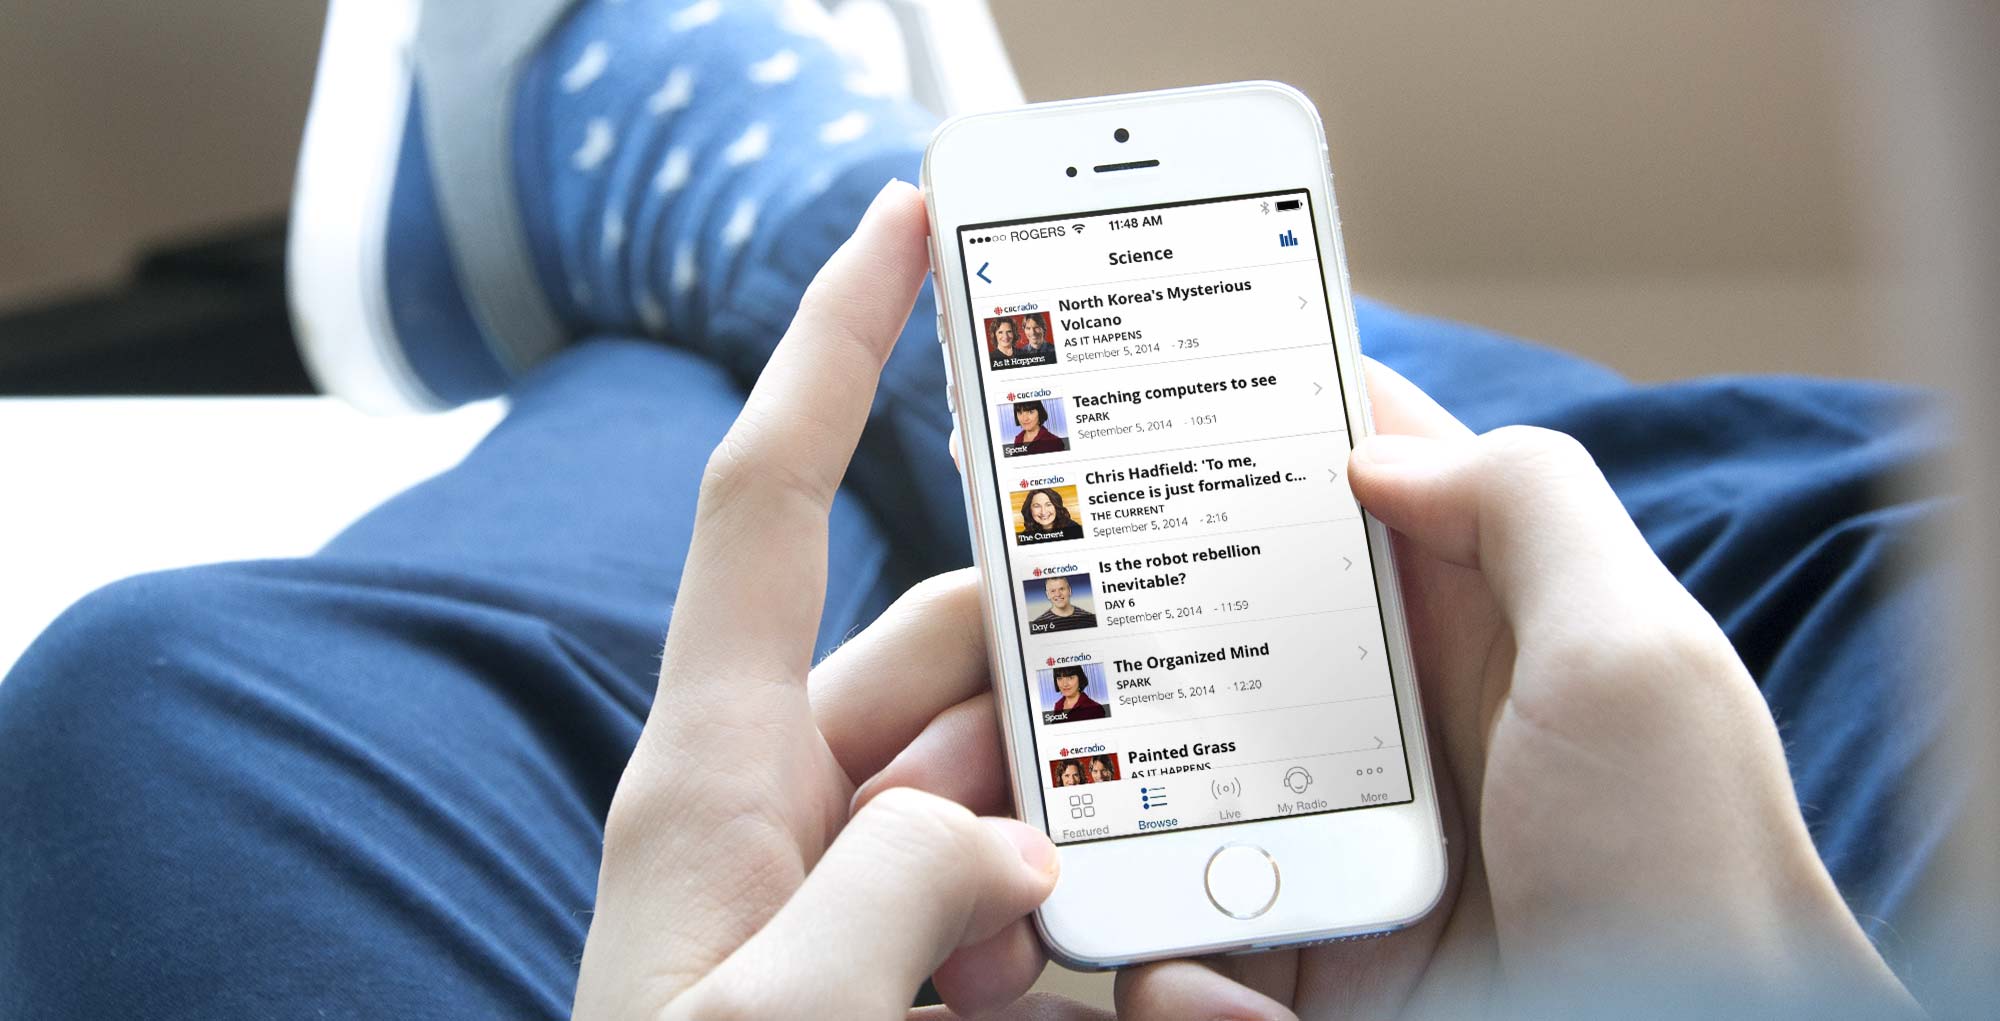 ROGERS 11:48 AM
Science
CBCradio
As It Happens
North Korea's Mysterious
Volcano
AS IT HAPPENS
September 5, 2014 - 7:35
CBCradio
Spark
Teaching computers to see
SPARK
September 5, 2014 - 10:51
CBCradio
The Current
Chris Hadfield: 'To me,
science is just formalized c...
THE CURRENT
September 5, 2014 - 2:16
CBCradio
Day 6
Is the robot rebellion
inevitable?
DAY 6
September 5, 2014 - 11:59
CBCradio
Spark
The Organized Mind
SPARK
September 5, 2014 - 12:20
CBCradio
Painted Grass
AS IT HAPPENS
Featured Browse Live My Radio More